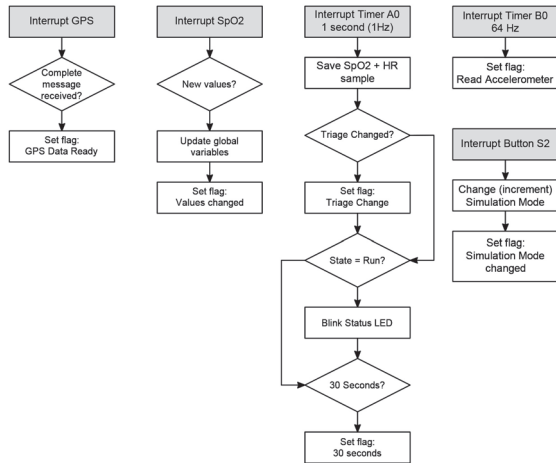 Interrupt GPS
Complete
message
received?
Set flag:
GPS Data Ready
Interrupt SpO2
New values?
Update global
variables
Set flag:
Values changed
Interrupt Timer A0
1 second (1Hz)
Save SpO2 + HR
sample
Triage Changed?
Set flag:
Triage Change
State = Run?
Blink Status LED
30 Seconds?
Set flag:
30 seconds
Interrupt Timer B0
64 Hz
Set flag:
Read Accelerometer
Interrupt Button S2
Change (increment)
Simulation Mode
Set flag:
Simulation Mode
changed